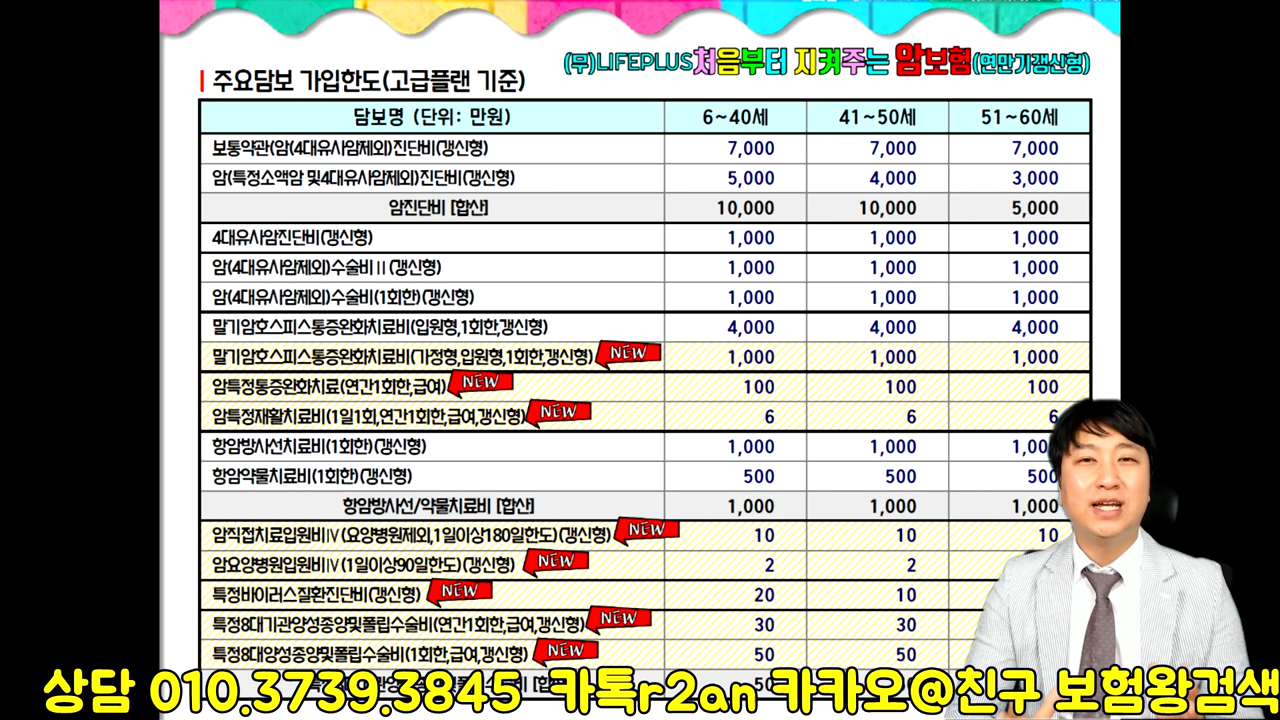 (무)LIFEPLUS처음부터 지켜주는 암보험(연만기갱신형)
주요담보 가입한도(고급플랜 기준)
담보명 (단위: 만원) 6~40세 41~50세 51~60세
보통약관(암(4대유사암제외)진단비(갱신형) 7,000 7,000 7,000
암(특정소액암 및4대유사암제외)진단비(갱신형) 5,000 4,000 3,000
암진단비 [합산] 10,000 10,000 5,000
4대유사암진단비(갱신형) 1,000 1,000 1,000
암(4대유사암제외)수술비Ⅱ(갱신형) 1,000 1,000 1,000
암(4대유사암제외)수술비(1회한)(갱신형) 1,000 1,000 1,000
말기암호스피스통증완화치료비(입원형,1회한,갱신형) 4,000 4,000 4,000
말기암호스피스통증완화치료비(가정형,입원형,1회한,갱신형) NEW 1,000 1,000 1,000
암특정통증완화치료(연간1회한,급여) NEW 100 100 100
암특정재활치료비(1일1회,연간1회한,급여,갱신형) NEW 6 6 6
항암방사선치료비(1회한)(갱신형) 1,000 1,000 1,000
항암약물치료비(1회한)(갱신형) 500 500 500
항암방사선/약물치료비 [합산] 1,000 1,000 1,000
암직접치료입원비Ⅳ(요양병원제외,1일이상180일한도)(갱신형) NEW 10 10 10
암요양병원입원비Ⅳ(1일이상90일한도)(갱신형) NEW 2 2
특정바이러스질환진단비(갱신형) NEW 20 10
특정8대기관양성종양및폴립수술비(연간1회한,급여,갱신형) NEW 30 30
특정8대양성종양및폴립수술비(1회한,급여,갱신형) NEW 50 50
상담 010.3739.3845 카톡r2an 카카오@친구 보험왕검색